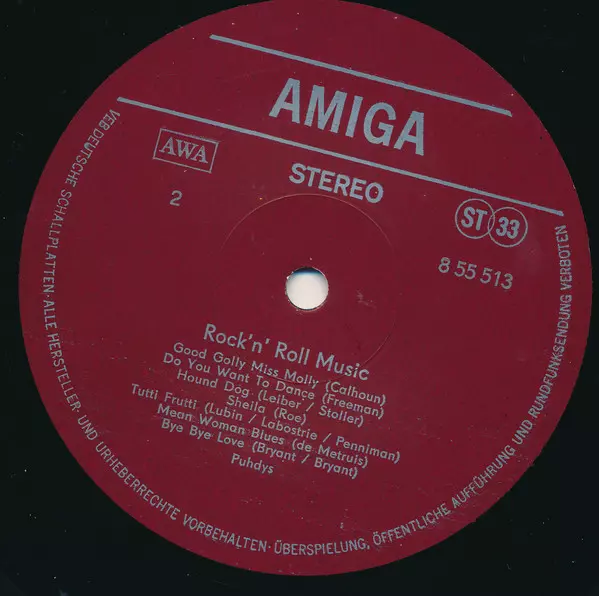 AMIGA
AWA
STEREO
2
ST 33
8 55 513
Rock'n' Roll Music
Good Golly Miss Molly (Calhoun)
Do You Want To Dance (Freeman)
Hound Dog (Leiber / Stoller)
Sheila (Roe)
Tutti Frutti (Lubin / Labostrie / Penniman)
Mean Woman Blues (de Metruis)
Bye Bye Love (Bryant / Bryant)
Puhdys
VEB DEUTSCHE SCHALLPLATTEN · ALLE HERSTELLER- UND URHEBERRECHTE VORBEHALTEN · ÜBERSPIELUNG, ÖFFENTLICHE AUFFÜHRUNG UND RUNDFUNKSENDUNG VERBOTEN